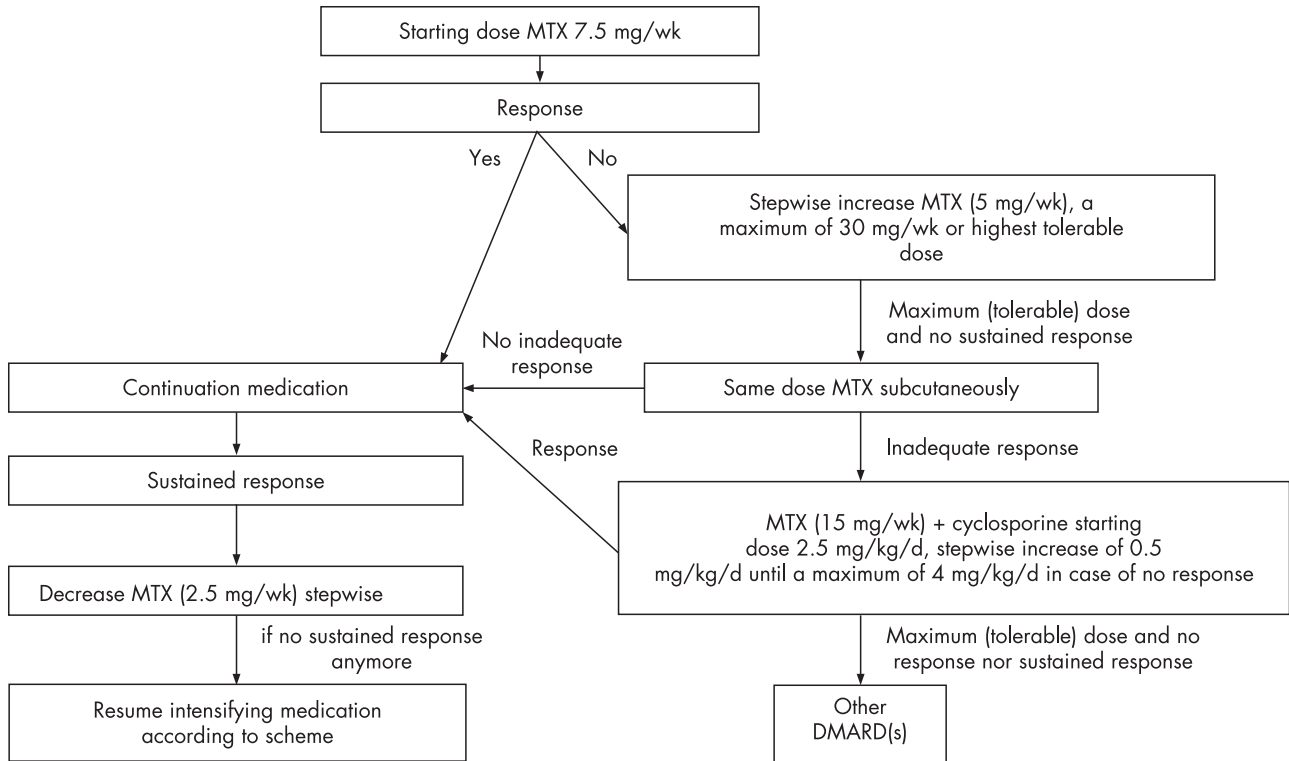 Starting dose MTX 7.5 mg/wk
Response
Yes
No
Stepwise increase MTX (5 mg/wk), a
maximum of 30 mg/wk or highest tolerable
dose
Maximum (tolerable) dose
and no sustained response
No inadequate
response
Continuation medication
Same dose MTX subcutaneously
Response
Inadequate response
Sustained response
MTX (15 mg/wk) + cyclosporine starting
dose 2.5 mg/kg/d, stepwise increase of 0.5
mg/kg/d until a maximum of 4 mg/kg/d in case of no response
Decrease MTX (2.5 mg/wk) stepwise
if no sustained response
anymore
Maximum (tolerable) dose and no
response nor sustained response
Resume intensifying medication
according to scheme
Other
DMARD(s)